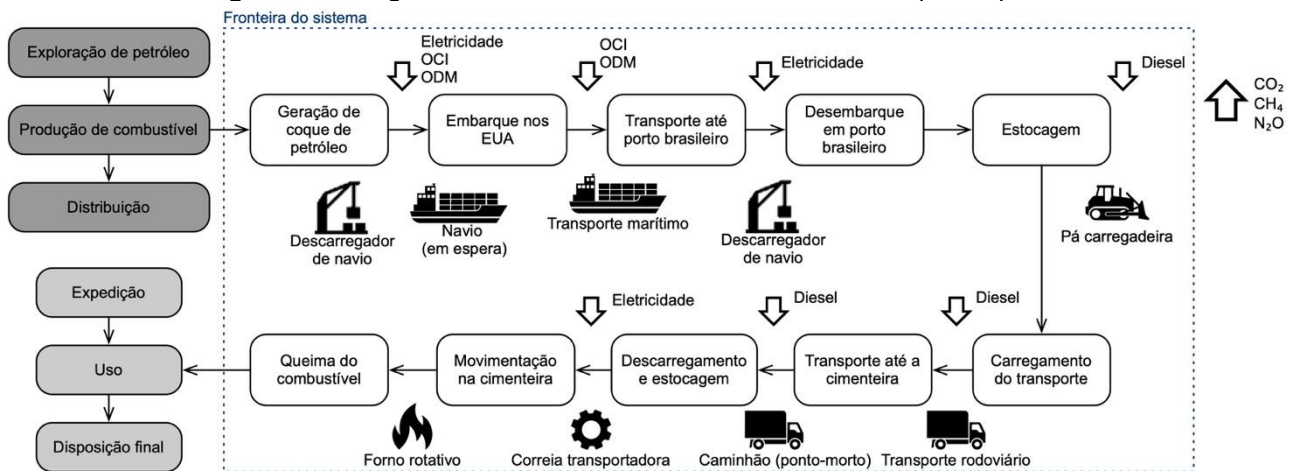 Fronteira do sistema
Exploração de petróleo
Produção de combustível
Distribuição
Eletricidade
OCI
ODM
OCI
ODM
Eletricidade
Diesel
CO₂
CH₄
N₂O
Geração de
coque de
petróleo
Embarque nos
EUA
Transporte até
porto brasileiro
Desembarque
em porto
brasileiro
Estocagem
Descarregador
de navio
Navio
(em espera)
Transporte marítimo
Descarregador
de navio
Pá carregadeira
Expedição
Uso
Disposição final
Eletricidade
Diesel
Diesel
Queima do
combustível
Movimentação
na cimenteira
Descarregamento
e estocagem
Transporte até a
cimenteira
Carregamento
do transporte
Forno rotativo
Correia transportadora
Caminhão (ponto-morto)
Transporte rodoviário